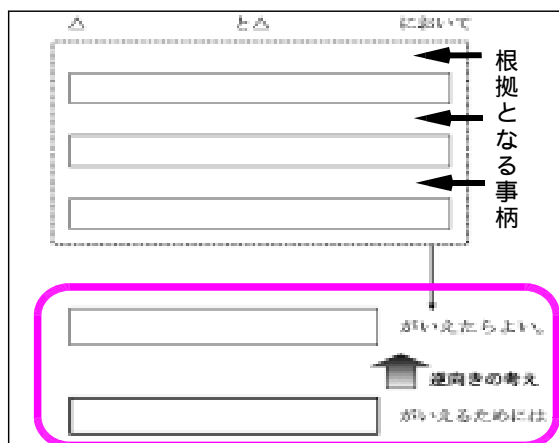 △ と△ において
根拠となる事柄
がいえたらよい。
逆向きの考え
がいえるためには